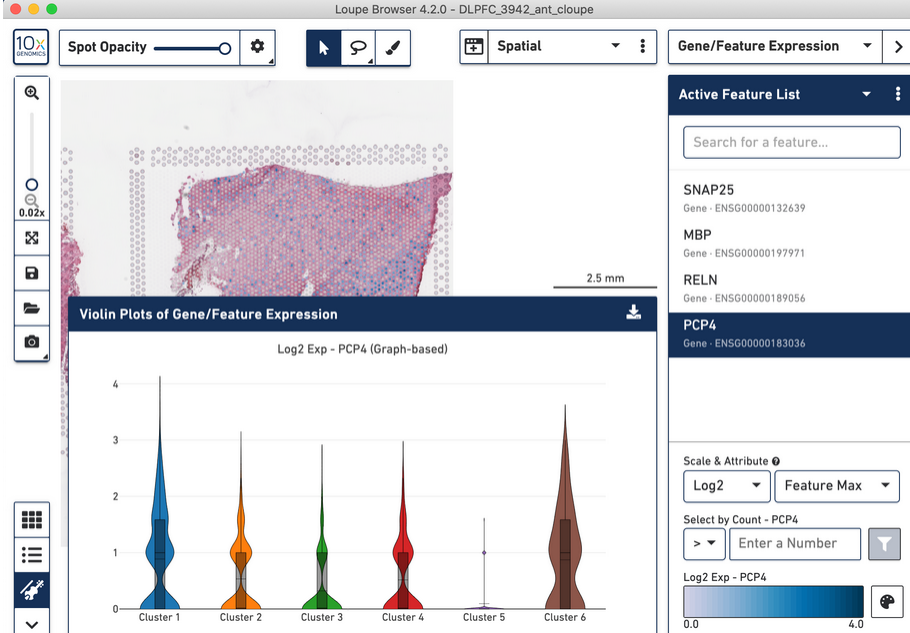 Loupe Browser 4.2.0 - DLPFC_3942_ant_cloupe
10x
GENOMICS
Spot Opacity
Spatial
Gene/Feature Expression
Active Feature List
Search for a feature...
0.02x
SNAP25
Gene · ENSG00000132639
MBP
Gene · ENSG00000197971
RELN
Gene · ENSG00000189056
PCP4
Gene · ENSG00000183036
2.5 mm
Violin Plots of Gene/Feature Expression
Log2 Exp - PCP4 (Graph-based)
4
3
2
1
0
Cluster 1 Cluster 2 Cluster 3 Cluster 4 Cluster 5 Cluster 6
Scale & Attribute ?
Log2 Feature Max
Select by Count - PCP4
> Enter a Number
Log2 Exp - PCP4
0.0 4.0